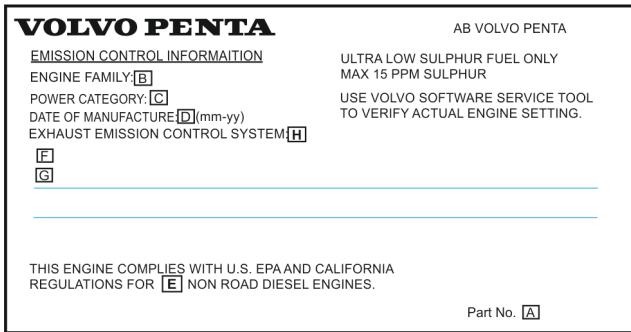 VOLVO PENTA
AB VOLVO PENTA
EMISSION CONTROL INFORMAITION
ENGINE FAMILY: B
POWER CATEGORY: C
DATE OF MANUFACTURE: D (mm-yy)
EXHAUST EMISSION CONTROL SYSTEM: H
F
G
ULTRA LOW SULPHUR FUEL ONLY
MAX 15 PPM SULPHUR
USE VOLVO SOFTWARE SERVICE TOOL
TO VERIFY ACTUAL ENGINE SETTING.
THIS ENGINE COMPLIES WITH U.S. EPA AND CALIFORNIA
REGULATIONS FOR E NON ROAD DIESEL ENGINES.
Part No. A